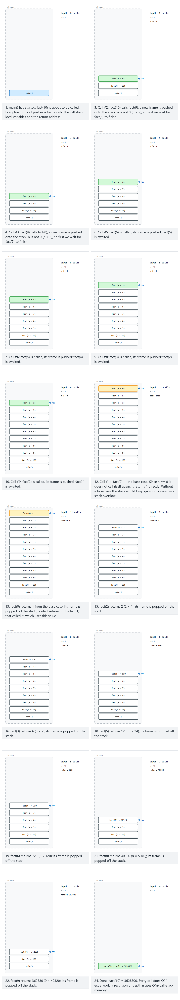 call stack
depth: 0 calls
n = 10
main()
1. main() has started; fact(10) is about to be called.
Every function call pushes a frame onto the call stack:
local variables and the return address.
call stack
depth: 2 calls
n = 10
n != 0
fact(n = 9)
now
fact(n = 10)
main()
3. Call #2: fact(10) calls fact(9); a new frame is pushed
onto the stack. n is not 0 (n = 9), so first we wait for
fact(8) to finish.
call stack
depth: 3 calls
n = 10
n != 0
fact(n = 8)
now
fact(n = 9)
fact(n = 10)
main()
4. Call #3: fact(9) calls fact(8); a new frame is pushed
onto the stack. n is not 0 (n = 8), so first we wait for
fact(7) to finish.
call stack
depth: 5 calls
n = 10
n != 0
fact(n = 6)
now
fact(n = 7)
fact(n = 8)
fact(n = 9)
fact(n = 10)
main()
6. Call #5: fact(6) is called, its frame is pushed; fact(5)
is awaited.
call stack
depth: 6 calls
n = 10
n != 0
fact(n = 5)
now
fact(n = 6)
fact(n = 7)
fact(n = 8)
fact(n = 9)
fact(n = 10)
main()
7. Call #6: fact(5) is called, its frame is pushed; fact(4)
is awaited.
call stack
depth: 8 calls
n = 10
n != 0
fact(n = 3)
now
fact(n = 4)
fact(n = 5)
fact(n = 6)
fact(n = 7)
fact(n = 8)
fact(n = 9)
fact(n = 10)
main()
9. Call #8: fact(3) is called, its frame is pushed; fact(2)
is awaited.
call stack
depth: 9 calls
n = 10
n != 0
fact(n = 2)
now
fact(n = 3)
fact(n = 4)
fact(n = 5)
fact(n = 6)
fact(n = 7)
fact(n = 8)
fact(n = 9)
fact(n = 10)
main()
10. Call #9: fact(2) is called, its frame is pushed; fact(1)
is awaited.
call stack
depth: 11 calls
n = 10
base case!
fact(n = 0)
now
fact(n = 1)
fact(n = 2)
fact(n = 3)
fact(n = 4)
fact(n = 5)
fact(n = 6)
fact(n = 7)
fact(n = 8)
fact(n = 9)
fact(n = 10)
main()
12. Call #11: fact(0) — the base case. Since n == 0 it
does not call itself again; it returns 1 directly. Without
a base case the stack would keep growing forever — a
stack overflow.
call stack
depth: 11 calls
n = 10
return 1
fact(0) → 1
now
fact(n = 1)
fact(n = 2)
fact(n = 3)
fact(n = 4)
fact(n = 5)
fact(n = 6)
fact(n = 7)
fact(n = 8)
fact(n = 9)
fact(n = 10)
main()
13. fact(0) returns 1 from the base case. Its frame is
popped off the stack; control returns to the fact(1)
that called it, which uses this value.
call stack
depth: 9 calls
n = 10
return 2
fact(2) → 2
now
fact(n = 3)
fact(n = 4)
fact(n = 5)
fact(n = 6)
fact(n = 7)
fact(n = 8)
fact(n = 9)
fact(n = 10)
main()
15. fact(2) returns 2 (2 × 1); its frame is popped off the
stack.
call stack
depth: 8 calls
n = 10
return 6
fact(3) → 6
now
fact(n = 4)
fact(n = 5)
fact(n = 6)
fact(n = 7)
fact(n = 8)
fact(n = 9)
fact(n = 10)
main()
16. fact(3) returns 6 (3 × 2); its frame is popped off the
stack.
call stack
depth: 6 calls
n = 10
return 120
fact(5) → 120
now
fact(n = 6)
fact(n = 7)
fact(n = 8)
fact(n = 9)
fact(n = 10)
main()
18. fact(5) returns 120 (5 × 24); its frame is popped off
the stack.
call stack
depth: 5 calls
n = 10
return 720
fact(6) → 720
now
fact(n = 7)
fact(n = 8)
fact(n = 9)
fact(n = 10)
main()
19. fact(6) returns 720 (6 × 120); its frame is popped
off the stack.
call stack
depth: 3 calls
n = 10
return 40320
fact(8) → 40320
now
fact(n = 9)
fact(n = 10)
main()
21. fact(8) returns 40320 (8 × 5040); its frame is
popped off the stack.
call stack
depth: 2 calls
n = 10
return 362880
fact(9) → 362880
now
fact(n = 10)
main()
22. fact(9) returns 362880 (9 × 40320); its frame is
popped off the stack.
call stack
depth: 0 calls
n = 10
main(): result = 3628800
now
24. Done: fact(10) = 3628800. Every call does O(1)
extra work; a recursion of depth n uses O(n) call-stack
memory.